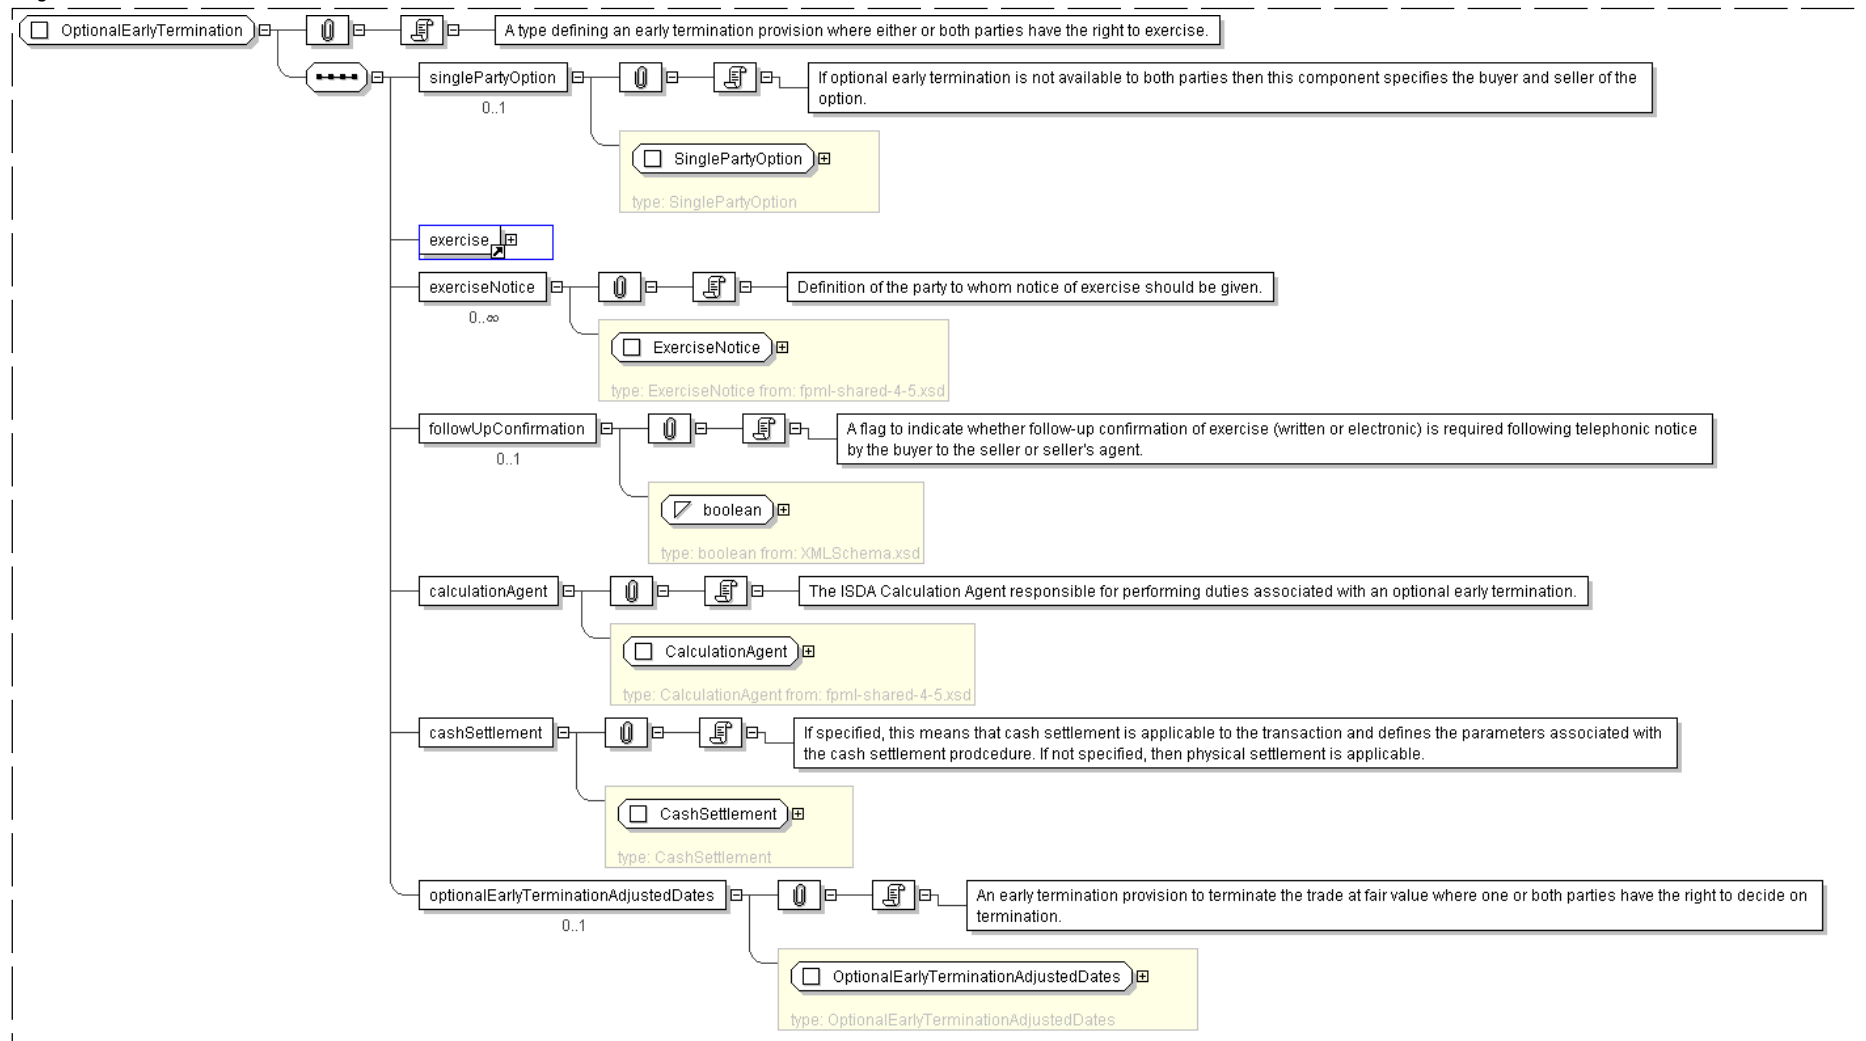 OptionalEarlyTermination
A type defining an early termination provision where either or both parties have the right to exercise.
singlePartyOption
0..1
If optional early termination is not available to both parties then this component specifies the buyer and seller of the
option.
SinglePartyOption
type: SinglePartyOption
exercise
exerciseNotice
0..∞
Definition of the party to whom notice of exercise should be given.
ExerciseNotice
type: ExerciseNotice from: fpml-shared-4-5.xsd
followUpConfirmation
0..1
A flag to indicate whether follow-up confirmation of exercise (written or electronic) is required following telephonic notice
by the buyer to the seller or seller's agent.
boolean
type: boolean from: XMLSchema.xsd
calculationAgent
The ISDA Calculation Agent responsible for performing duties associated with an optional early termination.
CalculationAgent
type: CalculationAgent from: fpml-shared-4-5.xsd
cashSettlement
If specified, this means that cash settlement is applicable to the transaction and defines the parameters associated with
the cash settlement prodcedure. If not specified, then physical settlement is applicable.
CashSettlement
type: CashSettlement
optionalEarlyTerminationAdjustedDates
0..1
An early termination provision to terminate the trade at fair value where one or both parties have the right to decide on
termination.
OptionalEarlyTerminationAdjustedDates
type: OptionalEarlyTerminationAdjustedDates